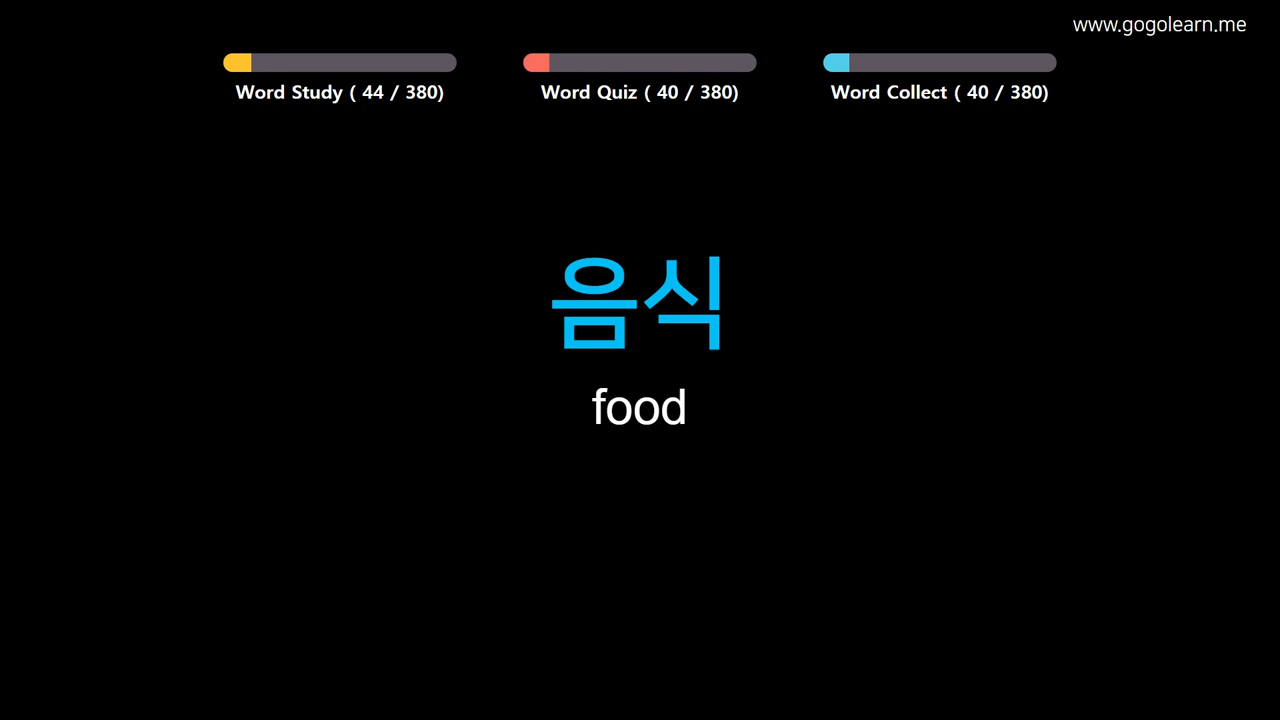 www.gogolearn.me
Word Study ( 44 / 380)
Word Quiz ( 40 / 380)
Word Collect ( 40 / 380)
음식
food